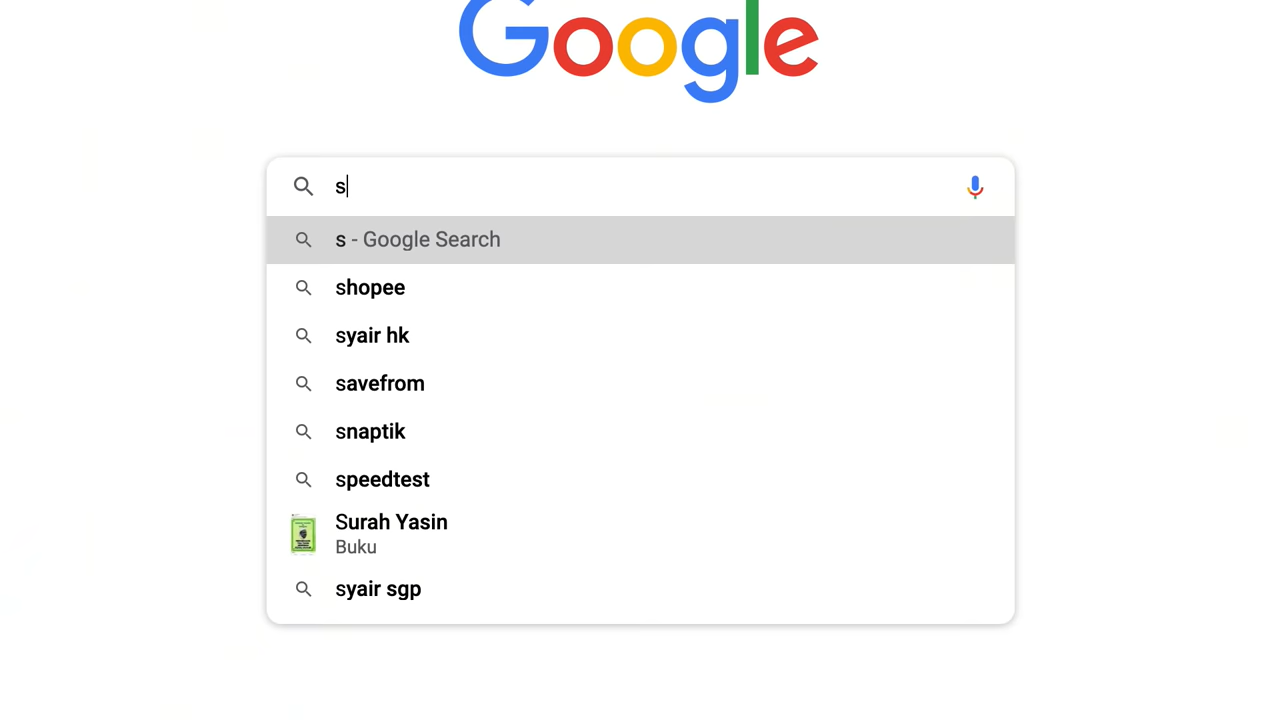 Google
s
s - Google Search
shopee
syair hk
savefrom
snaptik
speedtest
Surah Yasin
Buku
syair sgp